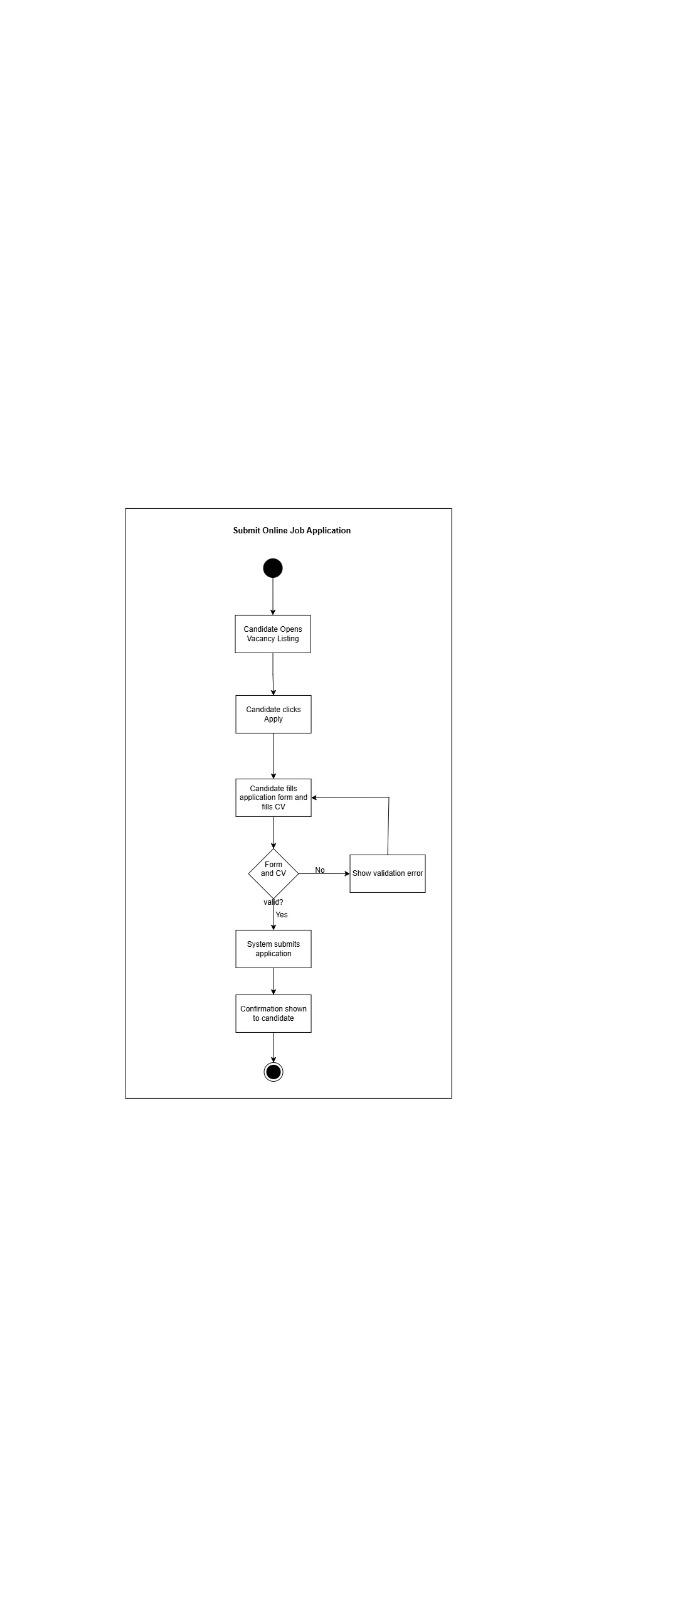 Submit Online Job Application
Candidate Opens
Vacancy Listing
Candidate clicks
Apply
Candidate fills
application form and
fills CV
Form
and CV
valid?
No
Show validation error
Yes
System submits
application
Confirmation shown
to candidate